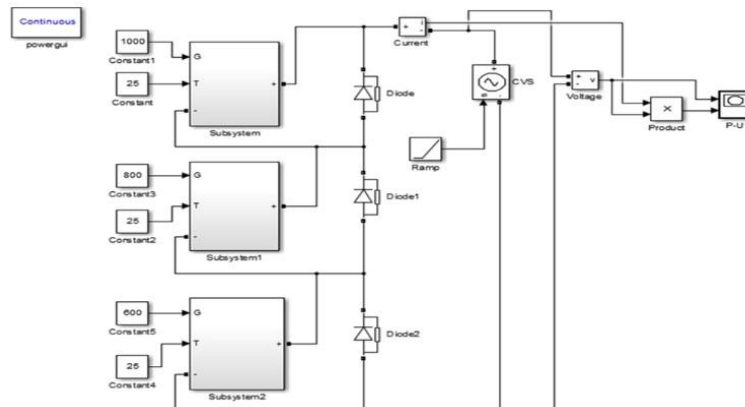 Continuous
powergui
1000
Constant1
G
25
Constant
T
-
+
Subsystem
Diode
+
-
i
Current
+
-
s
CVS
+
-
v
Voltage
×
Product
Ramp
800
Constant3
G
25
Constant2
T
-
+
Subsystem1
Diode1
600
Constant5
G
25
Constant4
T
-
+
Subsystem2
Diode2